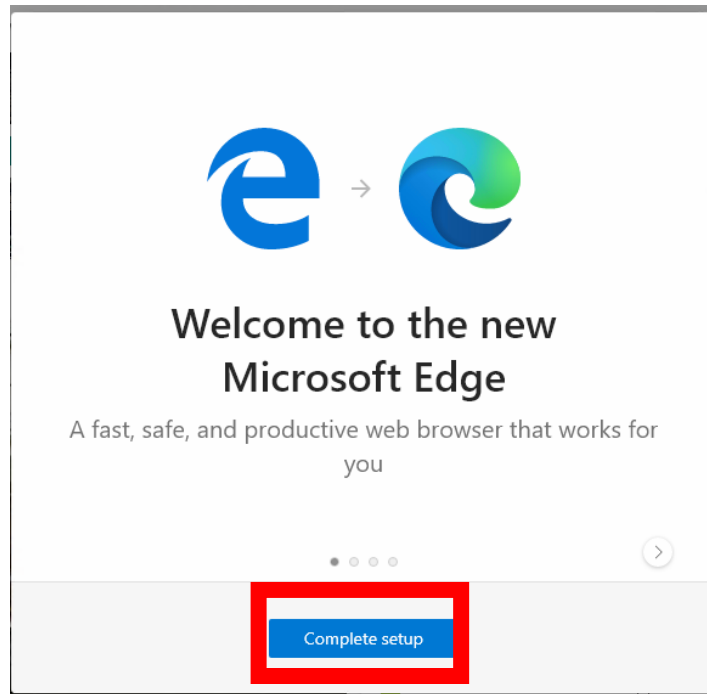 Welcome to the new
Microsoft Edge
A fast, safe, and productive web browser that works for
you
Complete setup